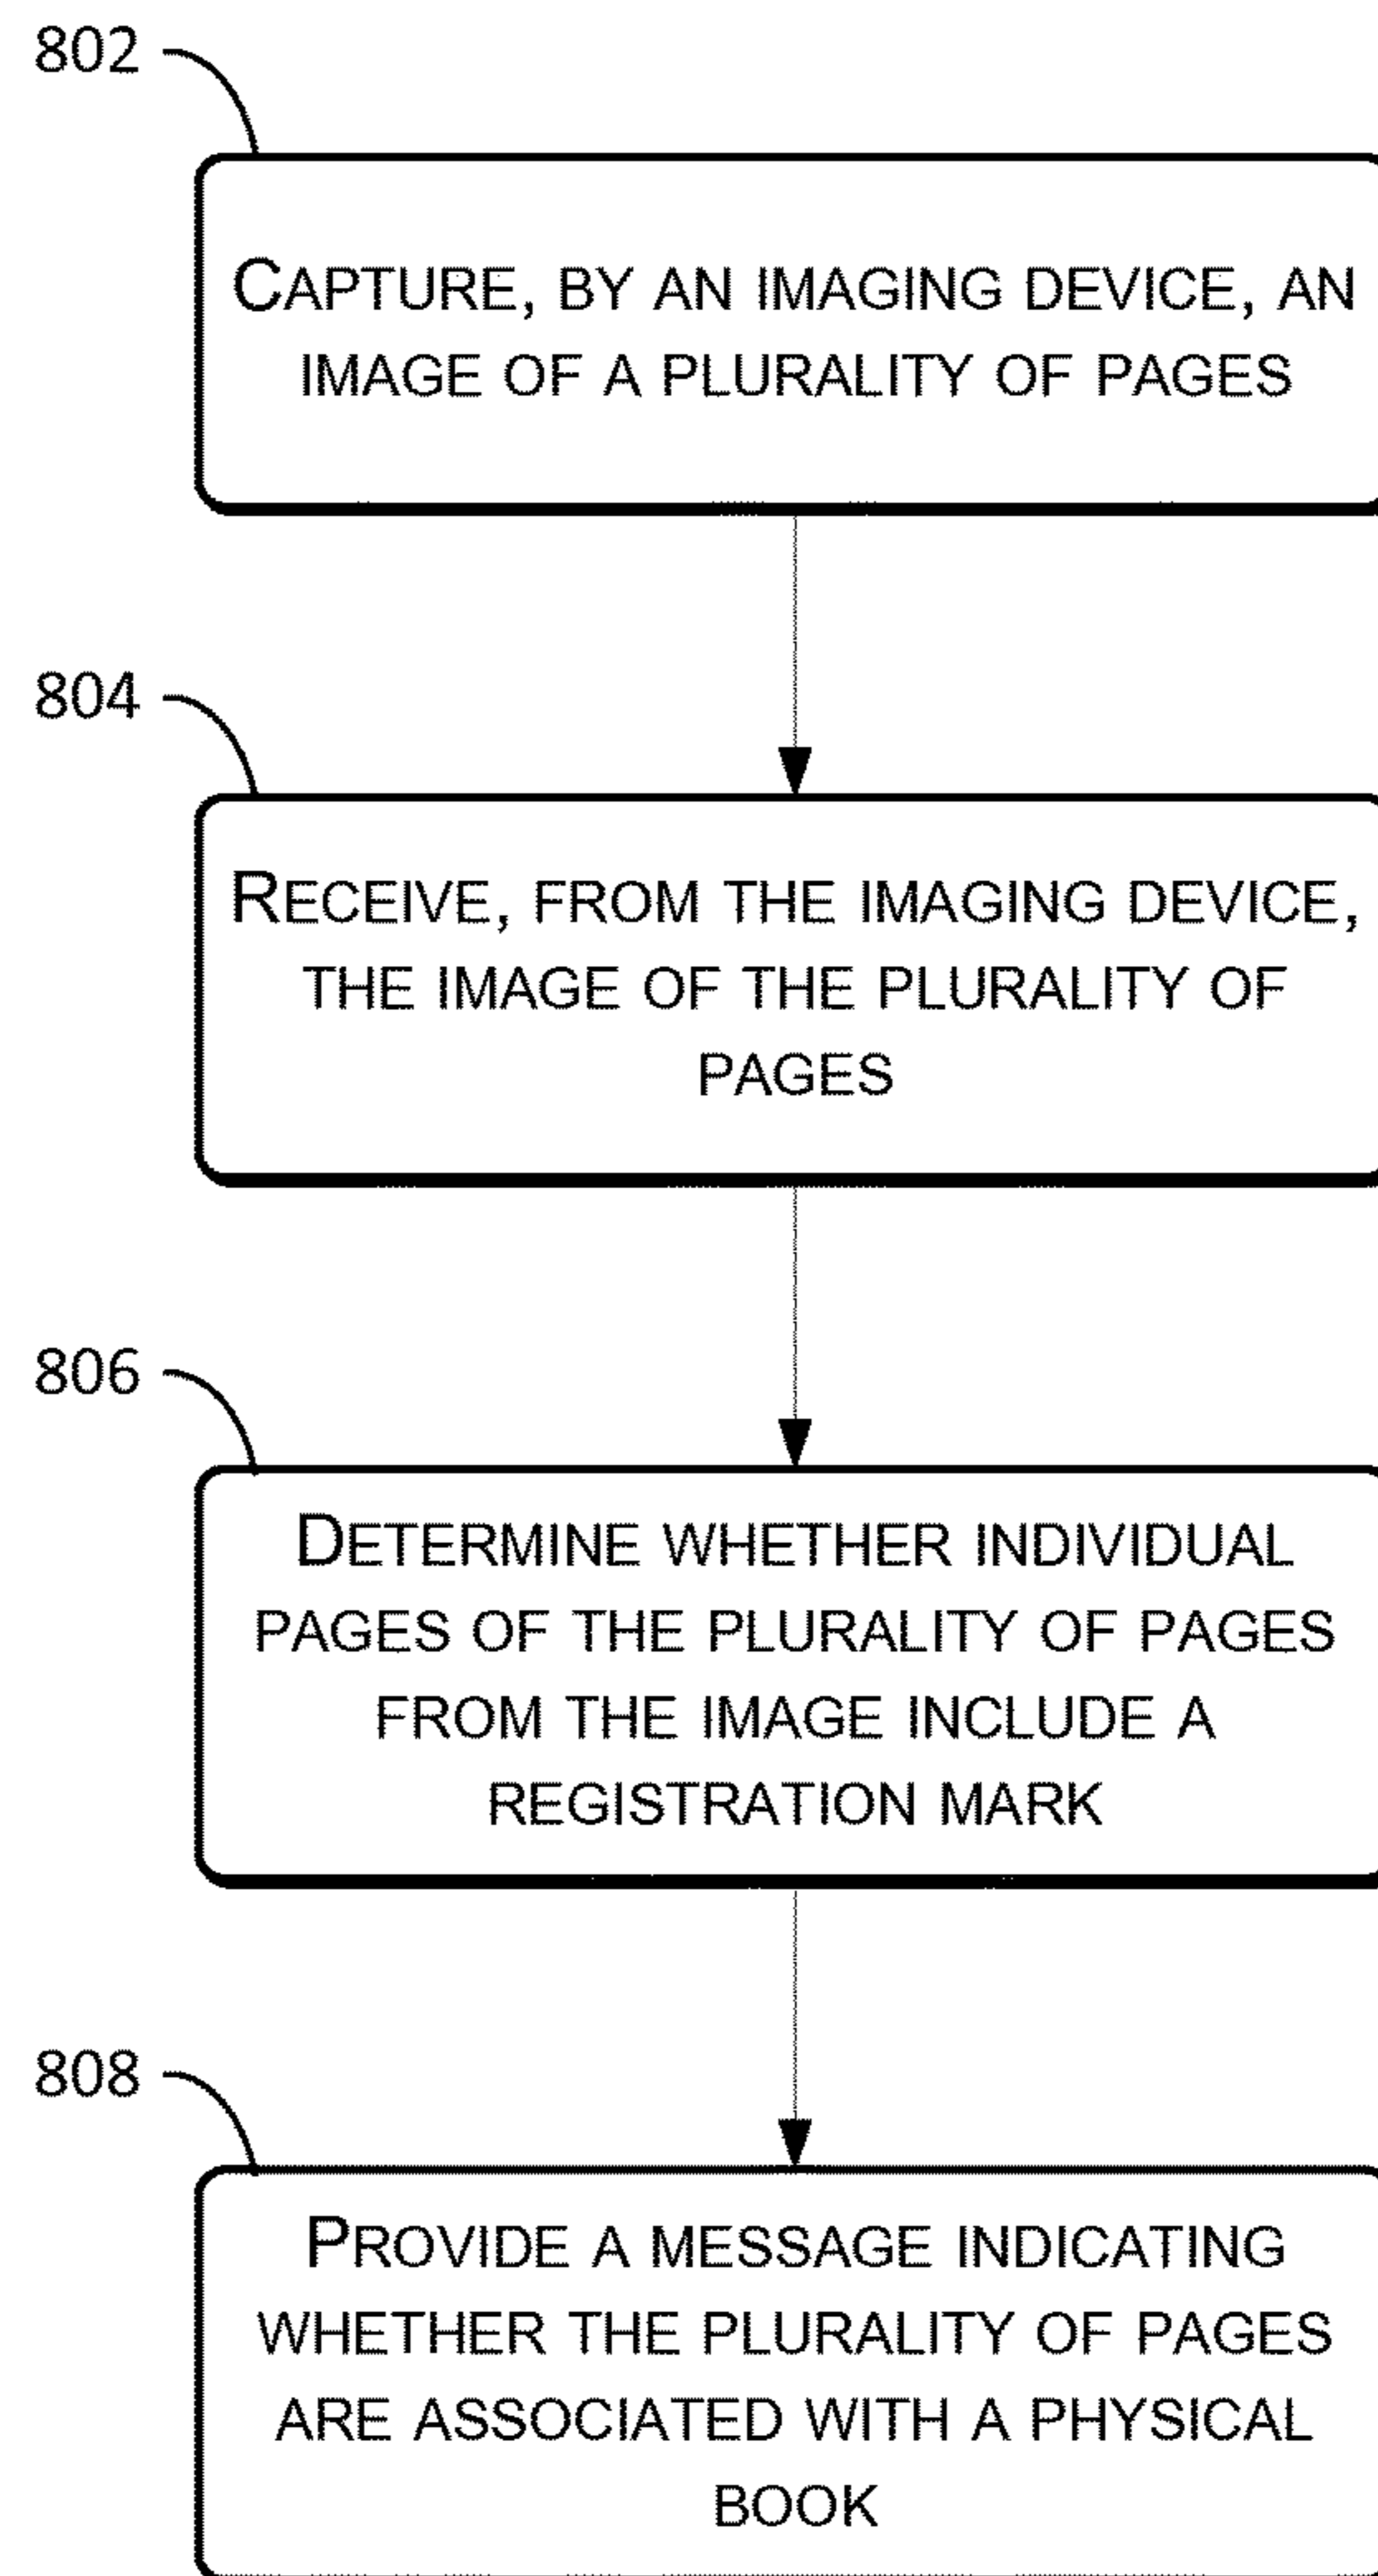 802
CAPTURE, BY AN IMAGING DEVICE, AN
IMAGE OF A PLURALITY OF PAGES
804
RECEIVE, FROM THE IMAGING DEVICE,
THE IMAGE OF THE PLURALITY OF
PAGES
806
DETERMINE WHETHER INDIVIDUAL
PAGES OF THE PLURALITY OF PAGES
FROM THE IMAGE INCLUDE A
REGISTRATION MARK
808
PROVIDE A MESSAGE INDICATING
WHETHER THE PLURALITY OF PAGES
ARE ASSOCIATED WITH A PHYSICAL
BOOK